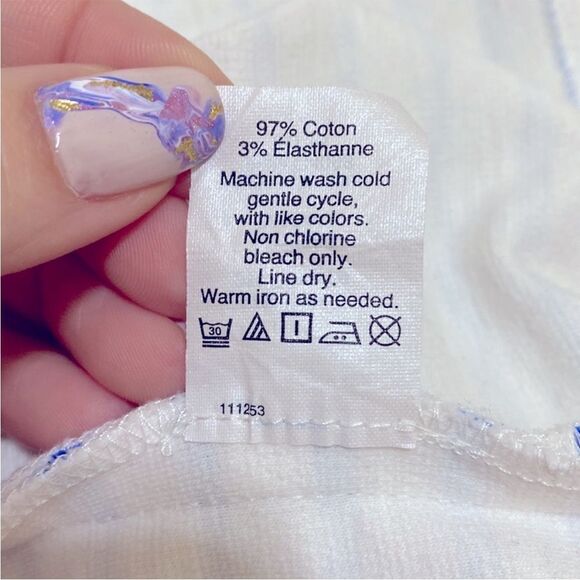 97% Coton
3% Élasthanne
Machine wash cold
gentle cycle,
with like colors.
Non chlorine
bleach only.
Line dry.
Warm iron as needed.
30
111253